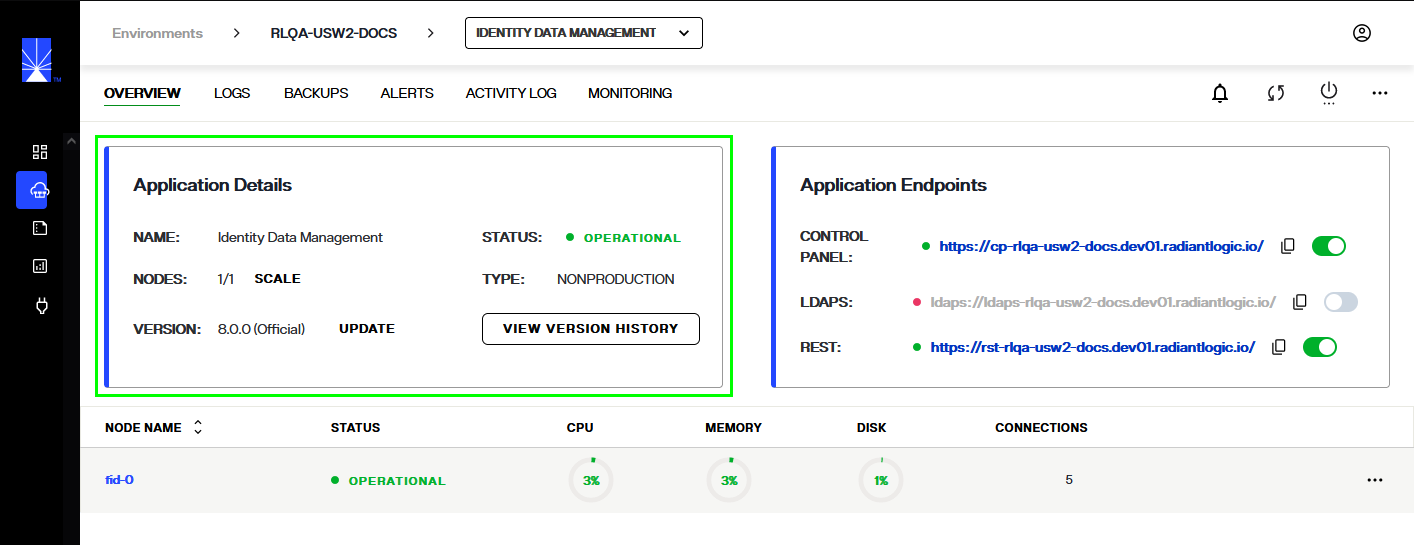 Environments > RLQA-USW2-DOCS > IDENTITY DATA MANAGEMENT
TM
OVERVIEW LOGS BACKUPS ALERTS ACTIVITY LOG MONITORING
Application Details
NAME: Identity Data Management STATUS: OPERATIONAL
NODES: 1/1 SCALE TYPE: NONPRODUCTION
VERSION: 8.0.0 (Official) UPDATE VIEW VERSION HISTORY
Application Endpoints
CONTROL
PANEL: https://cp-rlqa-usw2-docs.dev01.radiantlogic.io/
LDAPS: ldaps://ldaps-rlqa-usw2-docs.dev01.radiantlogic.io/
REST: https://rst-rlqa-usw2-docs.dev01.radiantlogic.io/
NODE NAME STATUS CPU MEMORY DISK CONNECTIONS
fid-0 OPERATIONAL 3% 3% 1% 5